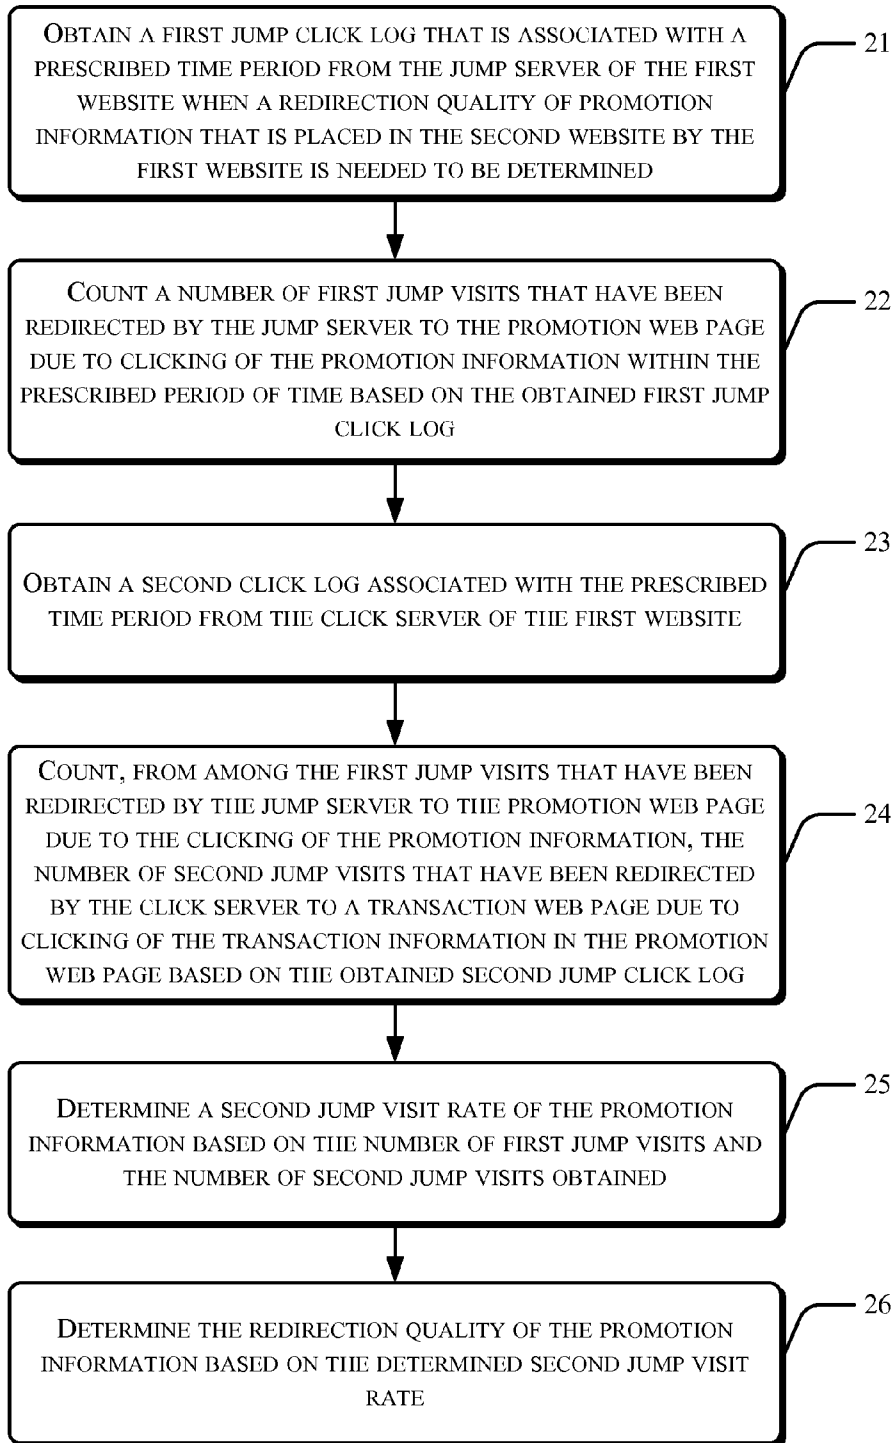 OBTAIN A FIRST JUMP CLICK LOG THAT IS ASSOCIATED WITH A
PRESCRIBED TIME PERIOD FROM THE JUMP SERVER OF THE FIRST
WEBSITE WHEN A REDIRECTION QUALITY OF PROMOTION
INFORMATION THAT IS PLACED IN THE SECOND WEBSITE BY THE
FIRST WEBSITE IS NEEDED TO BE DETERMINED
21
COUNT A NUMBER OF FIRST JUMP VISITS THAT HAVE BEEN
REDIRECTED BY THE JUMP SERVER TO THE PROMOTION WEB PAGE
DUE TO CLICKING OF THE PROMOTION INFORMATION WITHIN THE
PRESCRIBED PERIOD OF TIME BASED ON THE OBTAINED FIRST JUMP
CLICK LOG
22
OBTAIN A SECOND CLICK LOG ASSOCIATED WITH THE PRESCRIBED
TIME PERIOD FROM THE CLICK SERVER OF THE FIRST WEBSITE
23
COUNT, FROM AMONG THE FIRST JUMP VISITS THAT HAVE BEEN
REDIRECTED BY THE JUMP SERVER TO THE PROMOTION WEB PAGE
DUE TO THE CLICKING OF THE PROMOTION INFORMATION, THE
NUMBER OF SECOND JUMP VISITS THAT HAVE BEEN REDIRECTED
BY THE CLICK SERVER TO A TRANSACTION WEB PAGE DUE TO
CLICKING OF THE TRANSACTION INFORMATION IN THE PROMOTION
WEB PAGE BASED ON THE OBTAINED SECOND JUMP CLICK LOG
24
DETERMINE A SECOND JUMP VISIT RATE OF THE PROMOTION
INFORMATION BASED ON THE NUMBER OF FIRST JUMP VISITS AND
THE NUMBER OF SECOND JUMP VISITS OBTAINED
25
DETERMINE THE REDIRECTION QUALITY OF THE PROMOTION
INFORMATION BASED ON THE DETERMINED SECOND JUMP VISIT
RATE
26